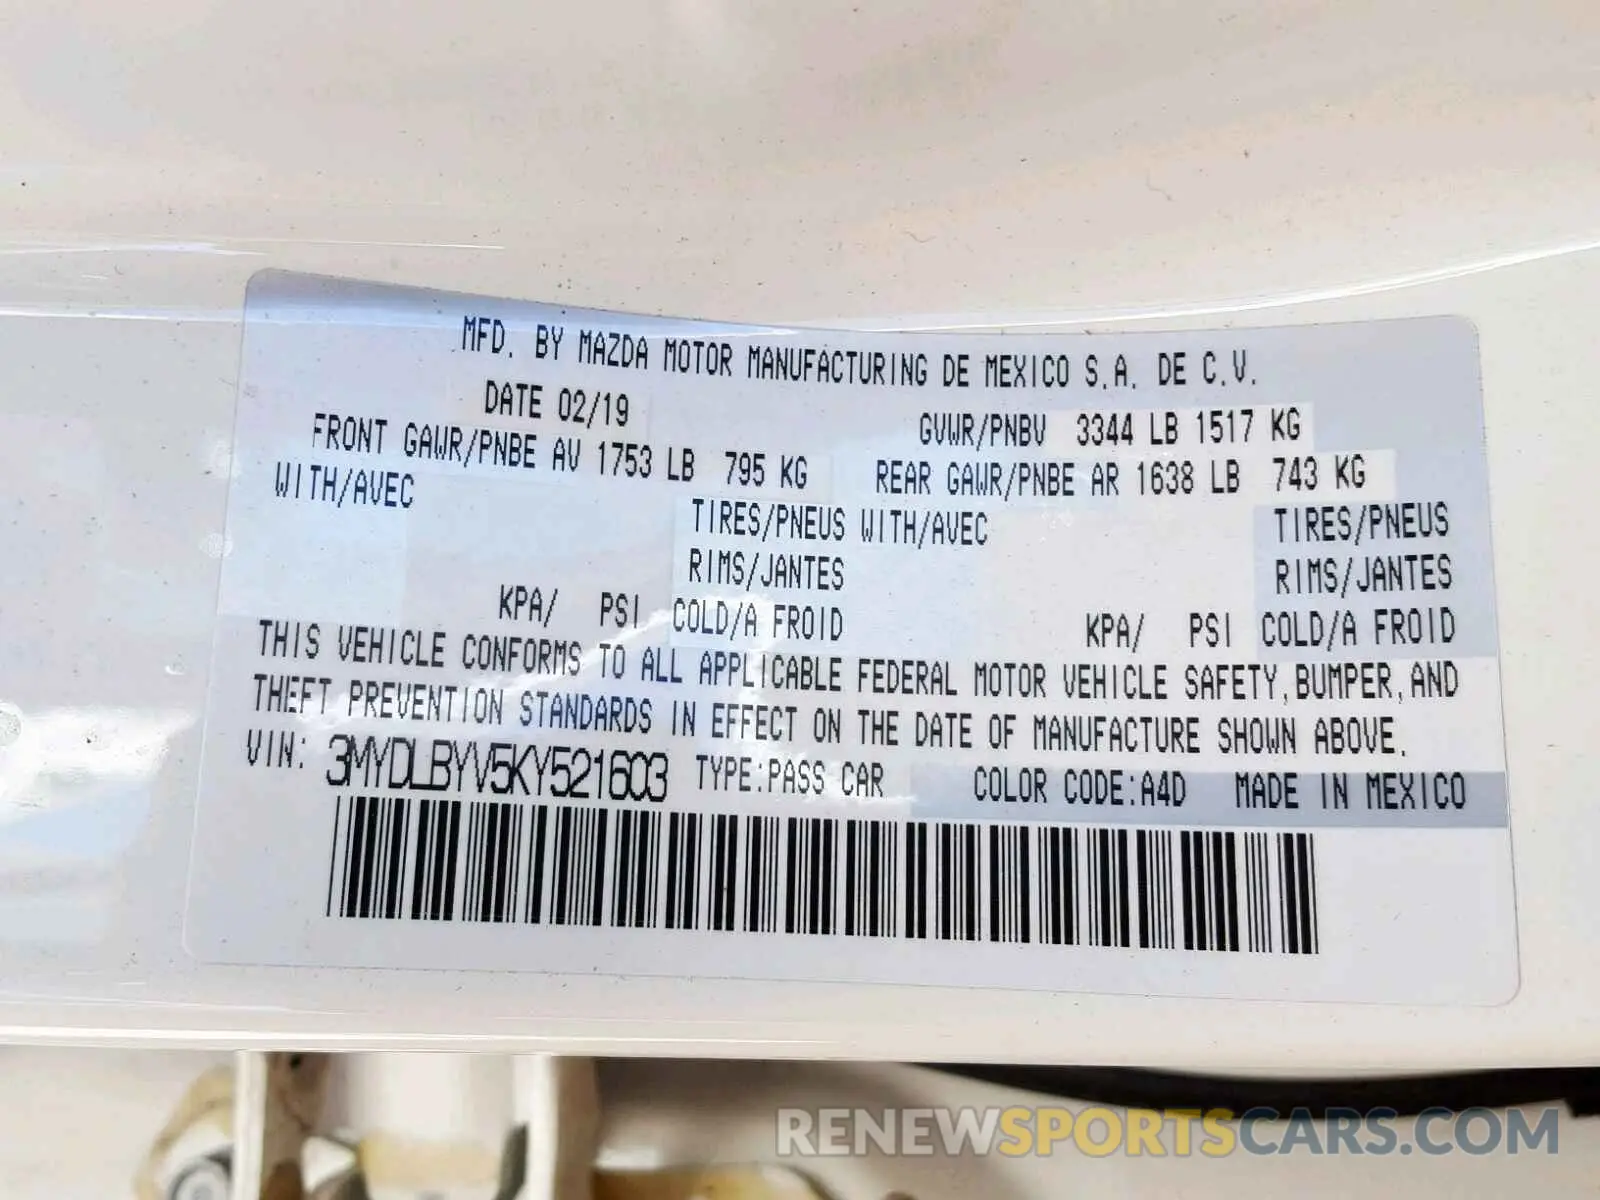 MFD. BY MAZDA MOTOR MANUFACTURING DE MEXICO S.A. DE C.V.
DATE 02/19 GVWR/PNBV 3344 LB 1517 KG
FRONT GAWR/PNBE AV 1753 LB 795 KG REAR GAWR/PNBE AR 1638 LB 743 KG
WITH/AVEC TIRES/PNEUS WITH/AVEC TIRES/PNEUS
RIMS/JANTES RIMS/JANTES
KPA/ PSI COLD/A FROID KPA/ PSI COLD/A FROID
THIS VEHICLE CONFORMS TO ALL APPLICABLE FEDERAL MOTOR VEHICLE SAFETY, BUMPER, AND
THEFT PREVENTION STANDARDS IN EFFECT ON THE DATE OF MANUFACTURE SHOWN ABOVE.
VIN: 3MYDLBYV5KY521603 TYPE:PASS CAR COLOR CODE:A4D MADE IN MEXICO
RENEWSPORTSCARS.COM